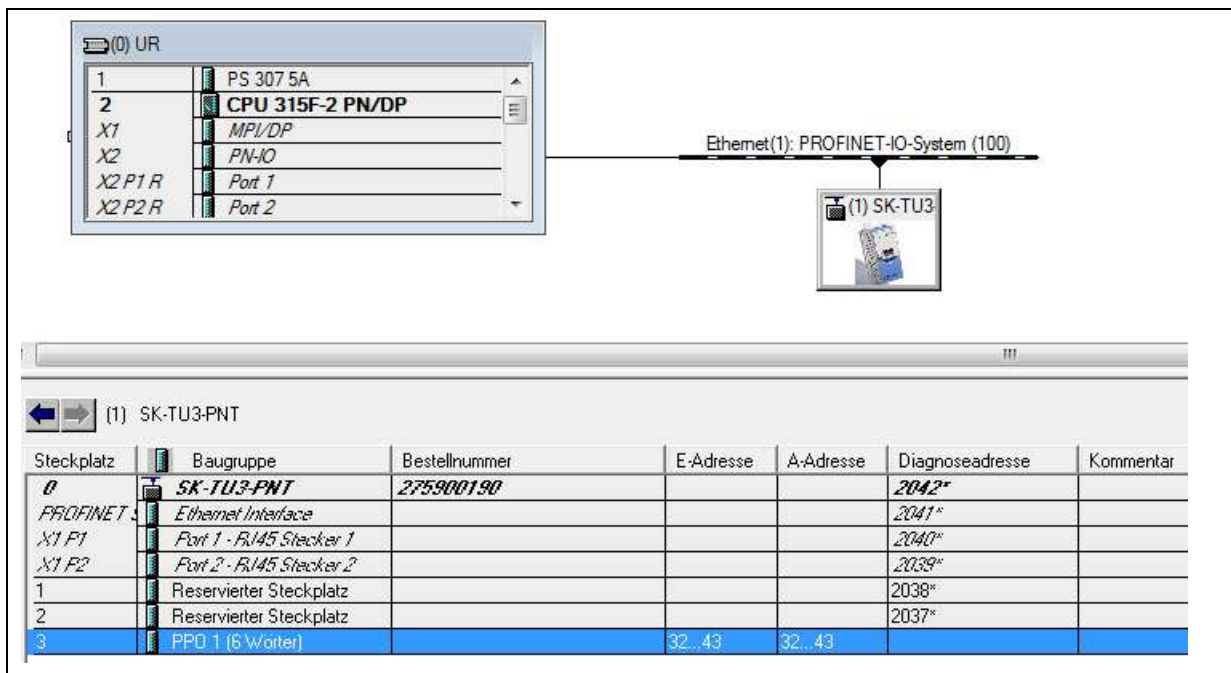 (0) UR
1 PS 307 5A
2 CPU 315F-2 PN/DP
X1 MPI/DP
X2 PN-IO
X2 P1 R Port 1
X2 P2 R Port 2
Ethernet(1): PROFINET-IO-System (100)
(1) SK-TU3-
(1) SK-TU3-PNT
Steckplatz Baugruppe Bestellnummer E-Adresse A-Adresse Diagnoseadresse Kommentar
0 SK-TU3-PNT 275900190 2042*
PROFINET Ethernet Interface 2041*
X1 P1 Port 1 - RJ45 Stecker 1 2040*
X1 P2 Port 2 - RJ45 Stecker 2 2039*
1 Reservierter Steckplatz 2038*
2 Reservierter Steckplatz 2037*
3 PPO 1 (6 Wörter) 32...43 32...43